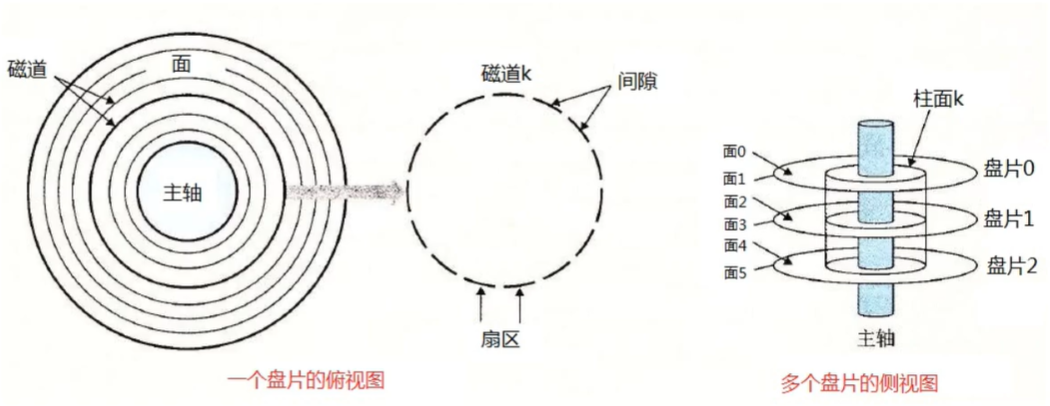 磁道
面
主轴
磁道k
间隙
扇区
一个盘片的俯视图
柱面k
面0
面1
面2
面3
面4
面5
盘片0
盘片1
盘片2
主轴
多个盘片的侧视图